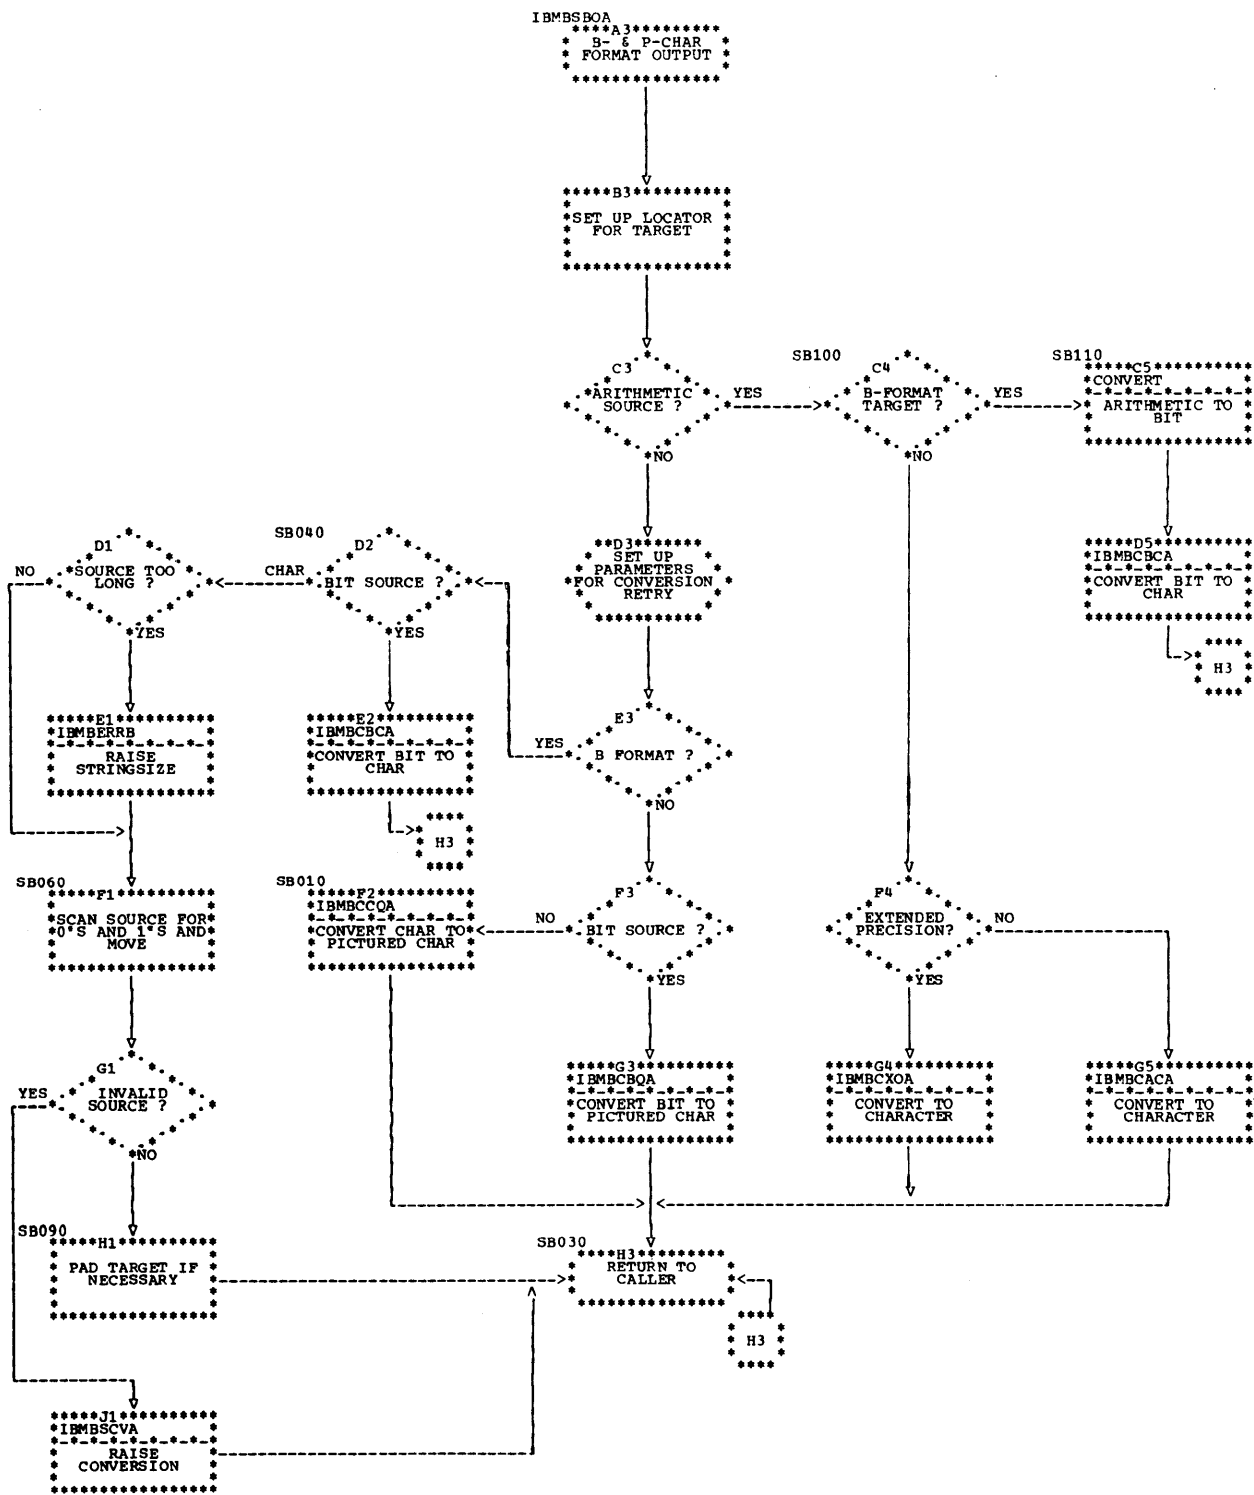 IBMBSBOA
A3
B- & P-CHAR
FORMAT OUTPUT
B3
SET UP LOCATOR
FOR TARGET
C3
ARITHMETIC
SOURCE ?
YES
NO
SB100
C4
B-FORMAT
TARGET ?
YES
NO
SB110
C5
CONVERT
ARITHMETIC TO
BIT
D1
SOURCE TOO
LONG ?
NO
YES
SB040
D2
BIT SOURCE ?
CHAR
YES
D3
SET UP
PARAMETERS
FOR CONVERSION
RETRY
D5
IBMBCBCA
CONVERT BIT TO
CHAR
H3
E1
IBMBERRB
RAISE
STRINGSIZE
E2
IBMBCBCA
CONVERT BIT TO
CHAR
H3
E3
B FORMAT ?
YES
NO
SB060
F1
SCAN SOURCE FOR
0'S AND 1'S AND
MOVE
SB010
F2
IBMBCCQA
CONVERT CHAR TO
PICTURED CHAR
F3
BIT SOURCE ?
NO
YES
F4
EXTENDED
PRECISION?
NO
YES
G1
INVALID
SOURCE ?
YES
NO
G3
IBMBCBQA
CONVERT BIT TO
PICTURED CHAR
G4
IBMBCXOA
CONVERT TO
CHARACTER
G5
IBMBCACA
CONVERT TO
CHARACTER
SB090
H1
PAD TARGET IF
NECESSARY
SB030
H3
RETURN TO
CALLER
H3
J1
IBMBSCVA
RAISE
CONVERSION